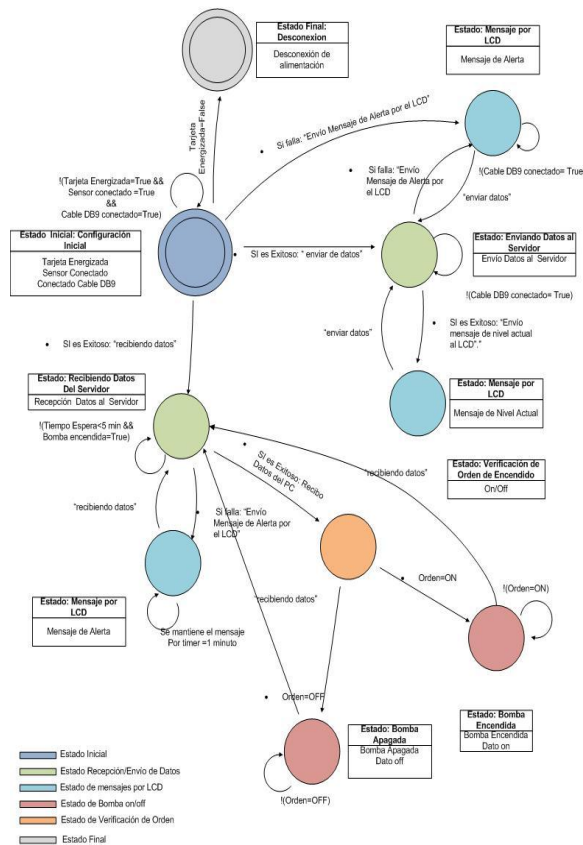 Estado Final:
Desconexion
Desconexión de
alimentación
Estado: Mensaje por
LCD
Mensaje de Alerta
Tarjeta
Energizada=False
• Si falla: "Envío Mensaje de Alerta por el LCD"
!(Tarjeta Energizada=True &&
Sensor conectado =True
&&
Cable DB9 conectado=True)
• Si falla: "Envío
Mensaje de Alerta por
el LCD
!(Cable DB9 conectado= True)
"enviar datos"
Estado Inicial: Configuración
Inicial
Tarjeta Energizada
Sensor Conectado
Conectado Cable DB9
• SI es Exitoso: " enviar de datos"
Estado: Enviando Datos al
Servidor
Envío Datos al Servidor
!(Cable DB9 conectado= True)
"enviar datos"
• SI es Exitoso: "Envío
mensaje de nivel actual
al LCD"."
• SI es Exitoso: "recibiendo datos"
Estado: Recibiendo Datos
Del Servidor
Recepción Datos al Servidor
Estado: Mensaje por
LCD
Mensaje de Nivel Actual
!(Tiempo Espera<5 min &&
Bomba encendida=True)
• SI es Exitoso: Recibo
Datos del PC
"recibiendo datos"
Estado: Verificación de
Orden de Encendido
On/Off
"recibiendo datos"
• Si falla: "Envío
Mensaje de Alerta por
el LCD"
• Orden=ON
!(Orden=ON)
Estado: Mensaje por
LCD
Mensaje de Alerta
Se mantiene el mensaje
Por timer =1 minuto
"recibiendo datos"
• Orden=OFF
Estado: Bomba
Apagada
Bomba Apagada
Dato off
Estado: Bomba
Encendida
Bomba Encendida
Dato on
!(Orden=OFF)
Estado Inicial
Estado Recepción/Envío de Datos
Estado de mensajes por LCD
Estado de Bomba on/off
Estado de Verificación de Orden
Estado Final